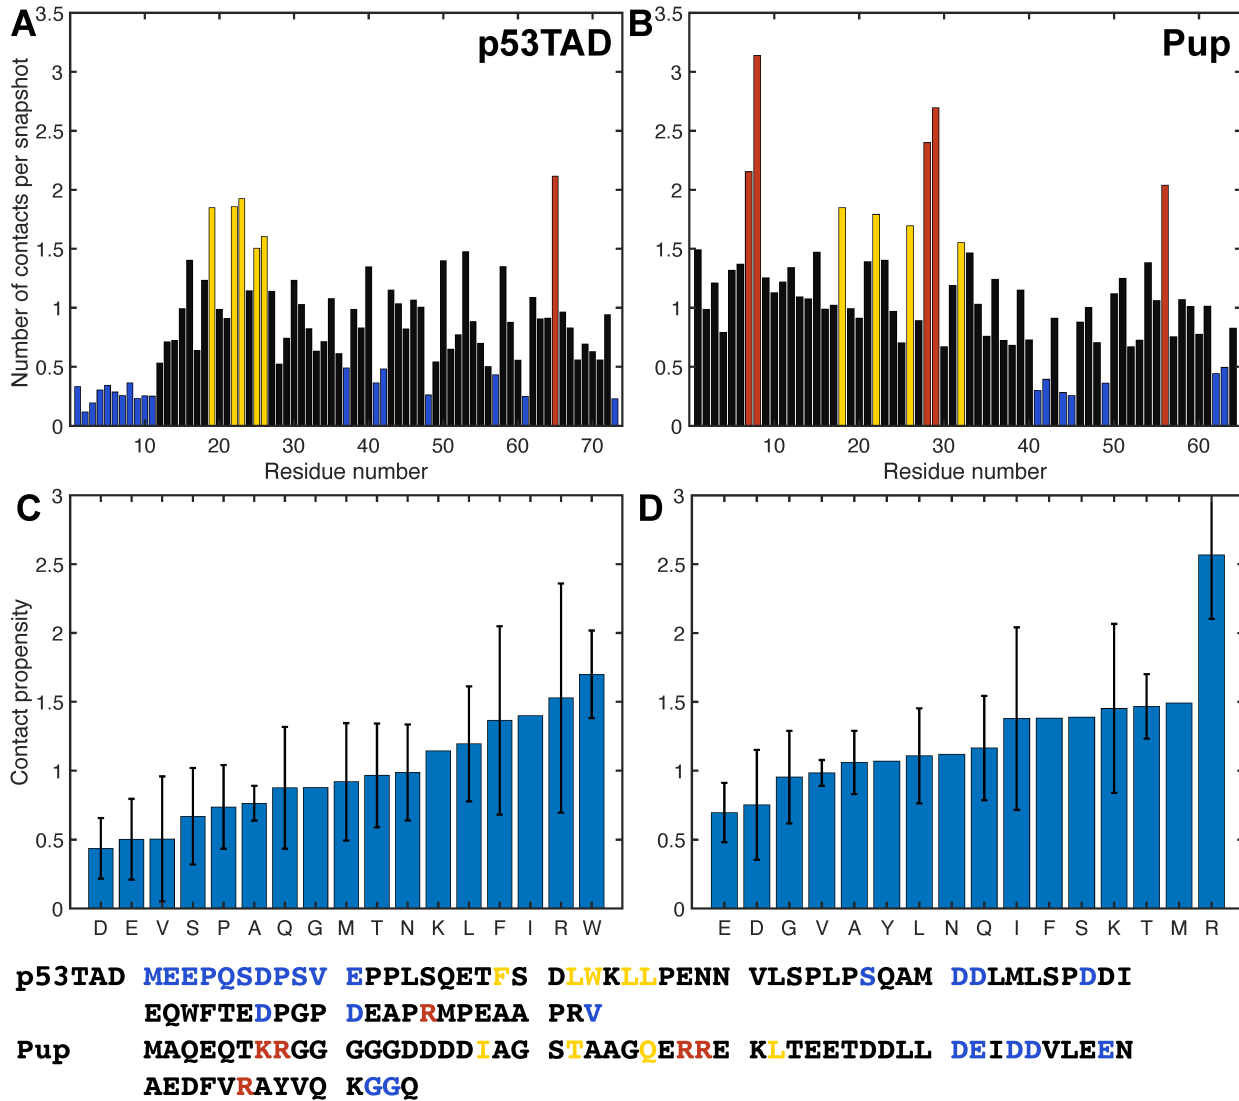 A
p53TAD
Number of contacts per snapshot
3.5
3
2.5
2
1.5
1
0.5
0
10 20 30 40 50 60 70
Residue number
B
Pup
3.5
3
2.5
2
1.5
1
0.5
0
10 20 30 40 50 60
Residue number
C
Contact propensity
3
2.5
2
1.5
1
0.5
0
D E V S P A Q G M T N K L F I R W
D
3
2.5
2
1.5
1
0.5
0
E D G V A Y L N Q I F S K T M R
p53TAD MEEPQSDPSV EPPLSQETFS DLWKLLPENN VLSPLPSQAM DDLMLSPDDI
EQWFTEDPGP DEAPRMPEAA PRV
Pup MAQEQTKRGG GGGDDDDIAG STAAGQERRE KLTEETDDLL DEIDDVLEEN
AEDFVRAYVQ KGGQ